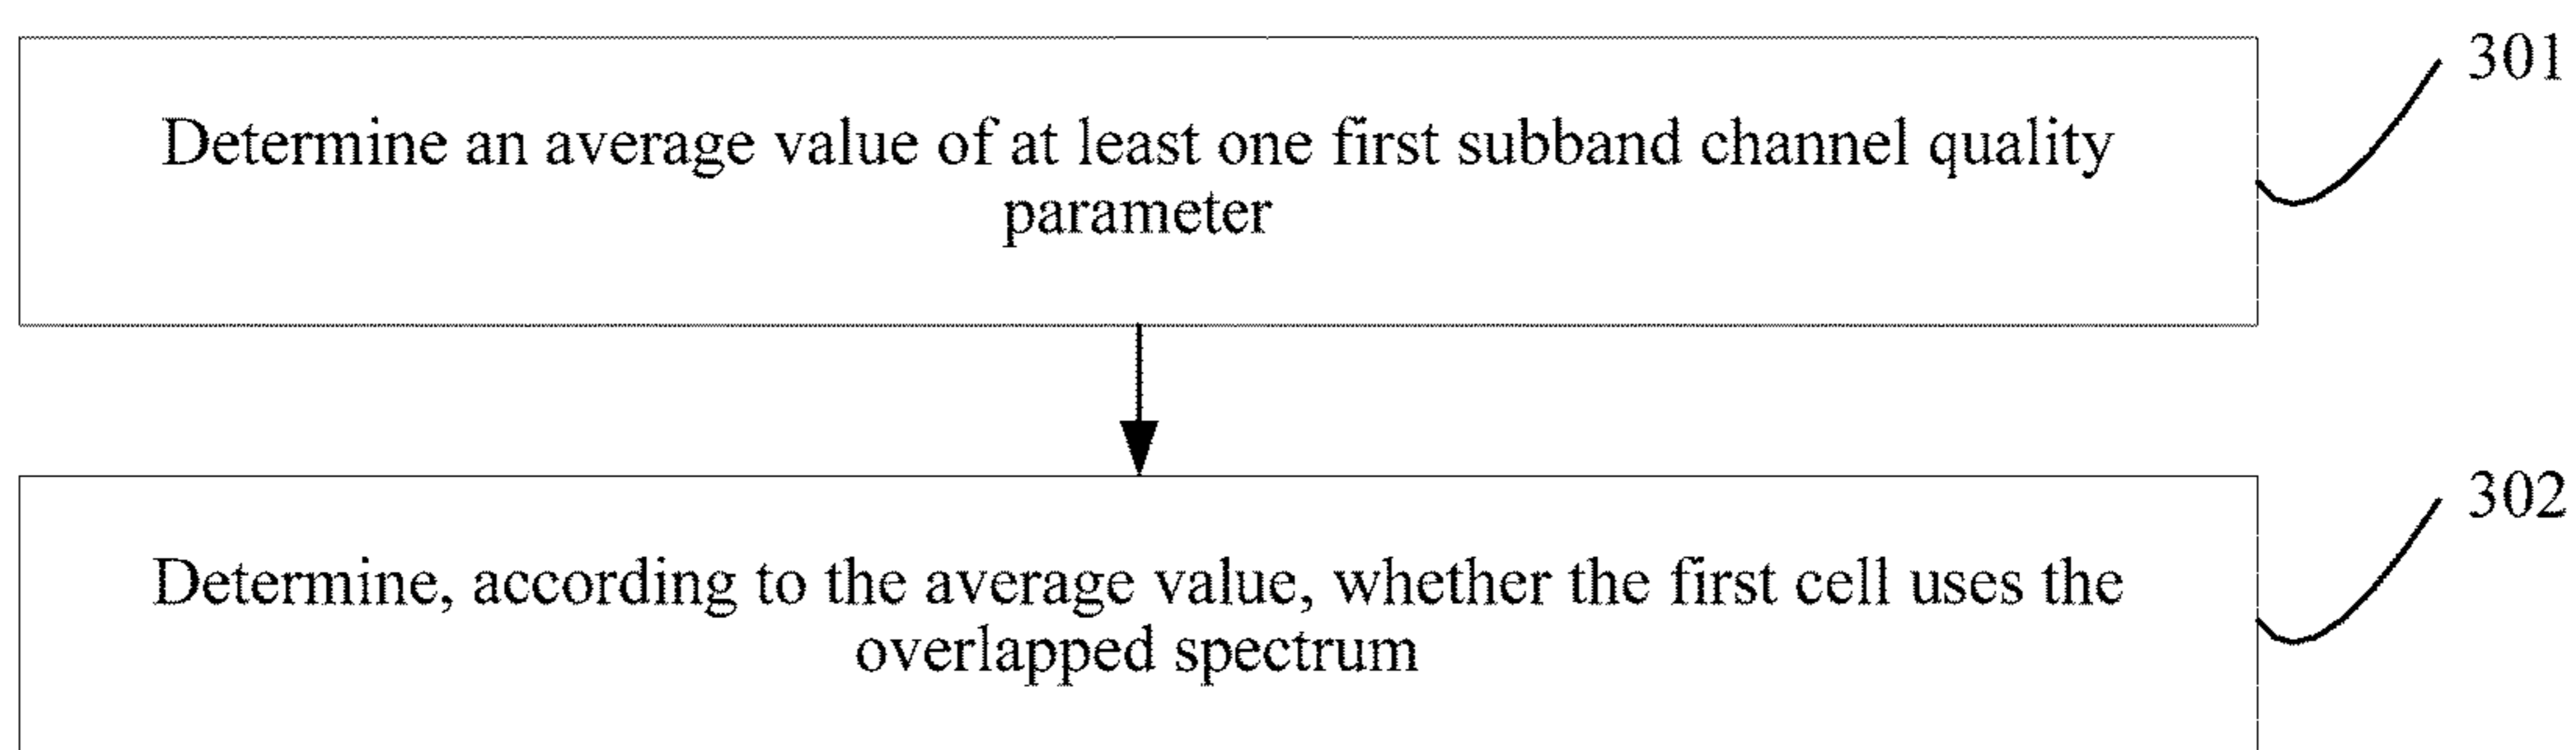 301
Determine an average value of at least one first subband channel quality
parameter
302
Determine, according to the average value, whether the first cell uses the
overlapped spectrum